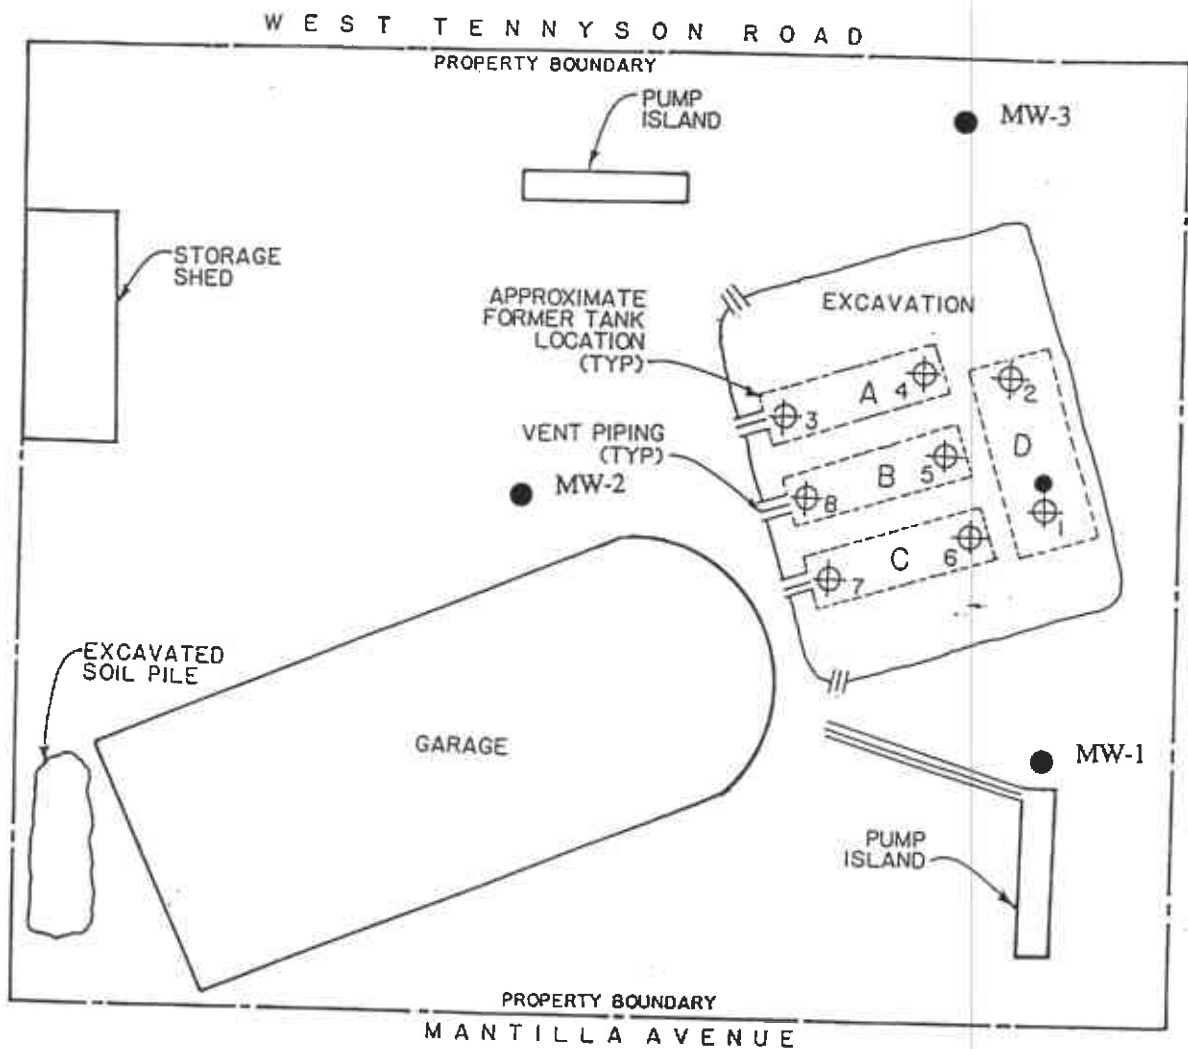 WEST TENNYSON ROAD
PROPERTY BOUNDARY
PUMP
ISLAND
MW-3
STORAGE
SHED
APPROXIMATE
FORMER TANK
LOCATION
(TYP)
EXCAVATION
A
4
2
3
VENT PIPING
(TYP)
D
B
5
MW-2
8
1
C
6
7
EXCAVATED
SOIL PILE
GARAGE
MW-1
PUMP
ISLAND
PROPERTY BOUNDARY
MANTILLA AVENUE